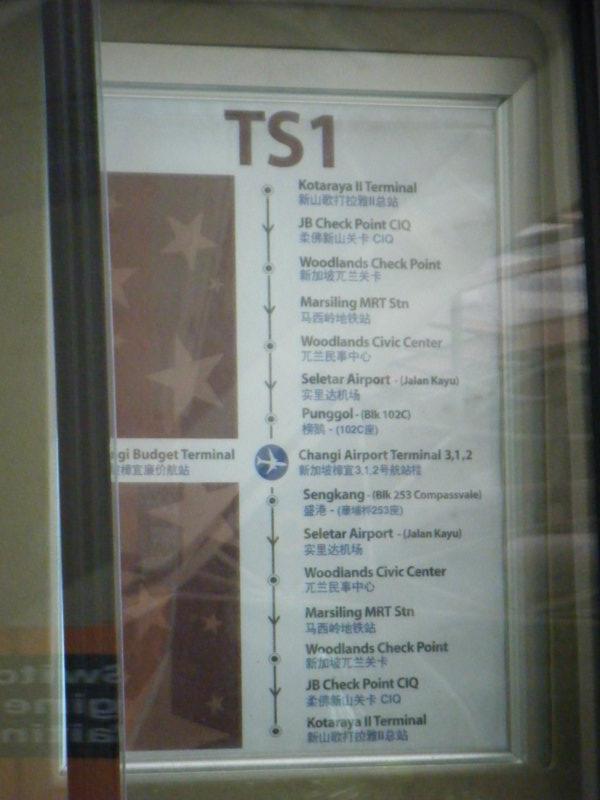 TS1
Kotaraya II Terminal
新山歌打拉雅II总站
JB Check Point CIQ
柔佛新山关卡 CIQ
Woodlands Check Point
新加坡兀兰关卡
Marsiling MRT Stn
马西岭地铁站
Woodlands Civic Center
兀兰民事中心
Seletar Airport - (Jalan Kayu)
实里达机场
Punggol - (Blk 102C)
榜鹅 - (102C座)
gi Budget Terminal
樟宜廉价航站
Changi Airport Terminal 3,1,2
新加坡樟宜3.1.2号航站
Sengkang - (Blk 253 Compassvale)
盛港 - (康埔桦253座)
Seletar Airport - (Jalan Kayu)
实里达机场
Woodlands Civic Center
兀兰民事中心
Marsiling MRT Stn
马西岭地铁站
Woodlands Check Point
新加坡兀兰关卡
JB Check Point CIQ
柔佛新山关卡 CIQ
Kotaraya II Terminal
新山歌打拉雅II总站